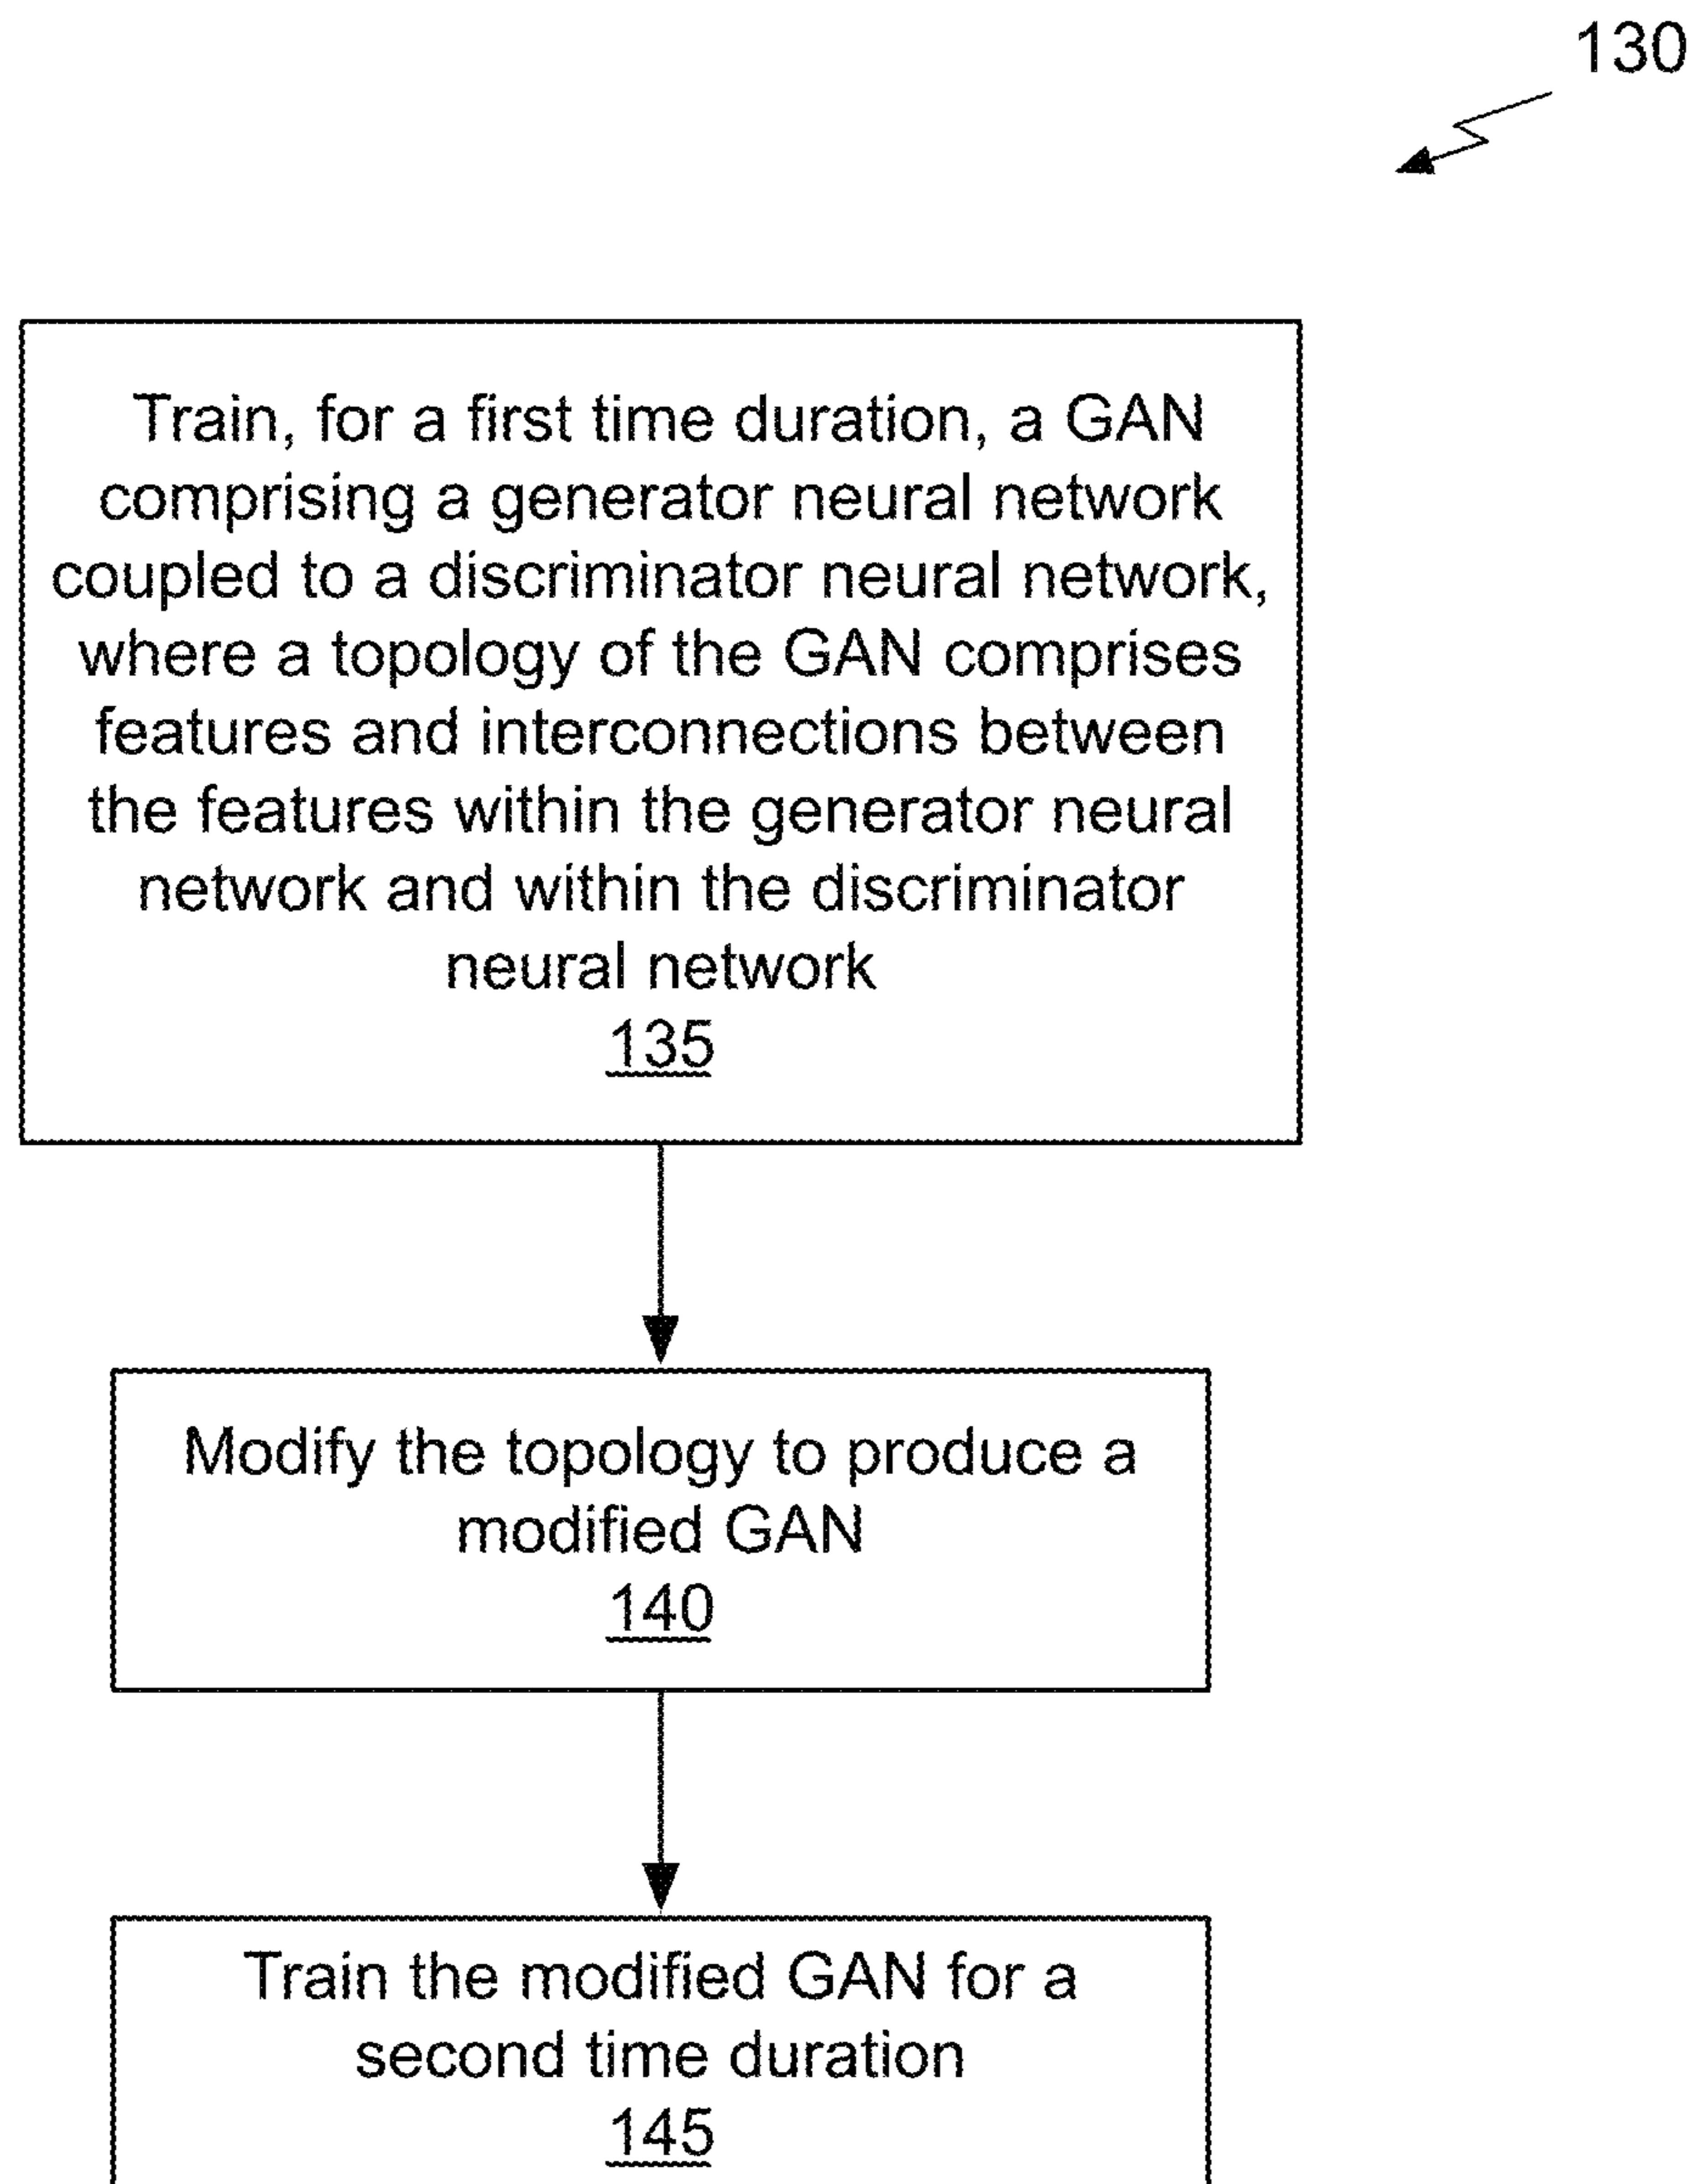 130
Train, for a first time duration, a GAN
comprising a generator neural network
coupled to a discriminator neural network,
where a topology of the GAN comprises
features and interconnections between
the features within the generator neural
network and within the discriminator
neural network
135
Modify the topology to produce a
modified GAN
140
Train the modified GAN for a
second time duration
145